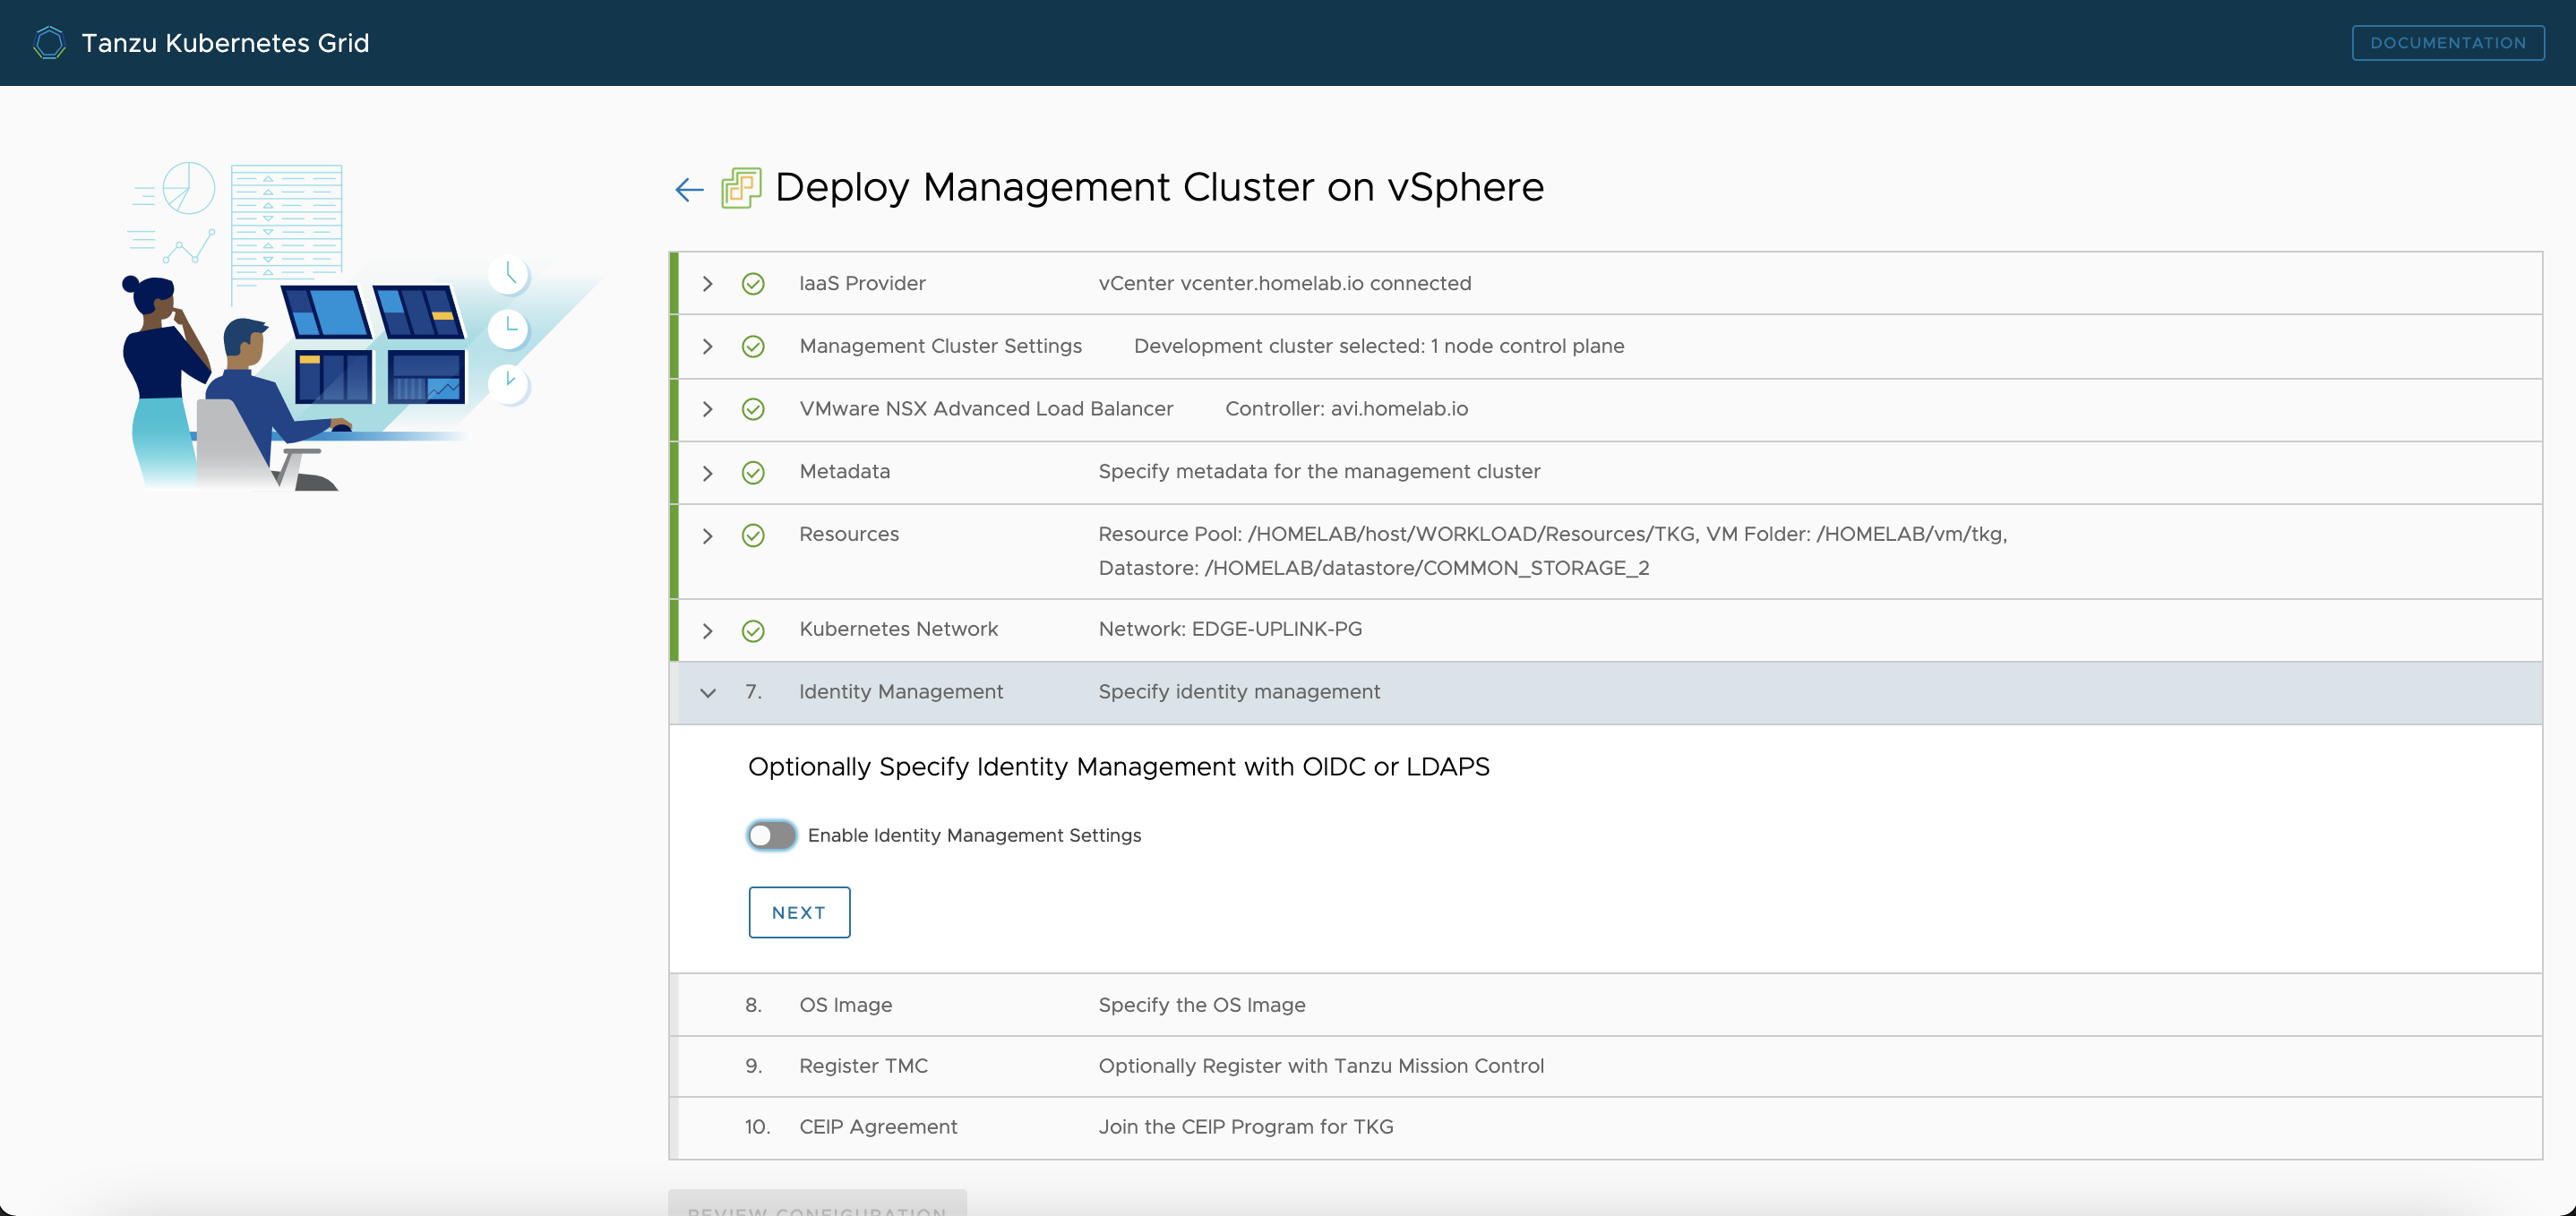 Tanzu Kubernetes Grid
DOCUMENTATION
Deploy Management Cluster on vSphere
IaaS Provider vCenter vcenter.homelab.io connected
Management Cluster Settings Development cluster selected: 1 node control plane
VMware NSX Advanced Load Balancer Controller: avi.homelab.io
Metadata Specify metadata for the management cluster
Resources Resource Pool: /HOMELAB/host/WORKLOAD/Resources/TKG, VM Folder: /HOMELAB/vm/tkg,
Datastore: /HOMELAB/datastore/COMMON_STORAGE_2
Kubernetes Network Network: EDGE-UPLINK-PG
7. Identity Management Specify identity management
Optionally Specify Identity Management with OIDC or LDAPS
Enable Identity Management Settings
NEXT
8. OS Image Specify the OS Image
9. Register TMC Optionally Register with Tanzu Mission Control
10. CEIP Agreement Join the CEIP Program for TKG
REVIEW CONFIGURATION